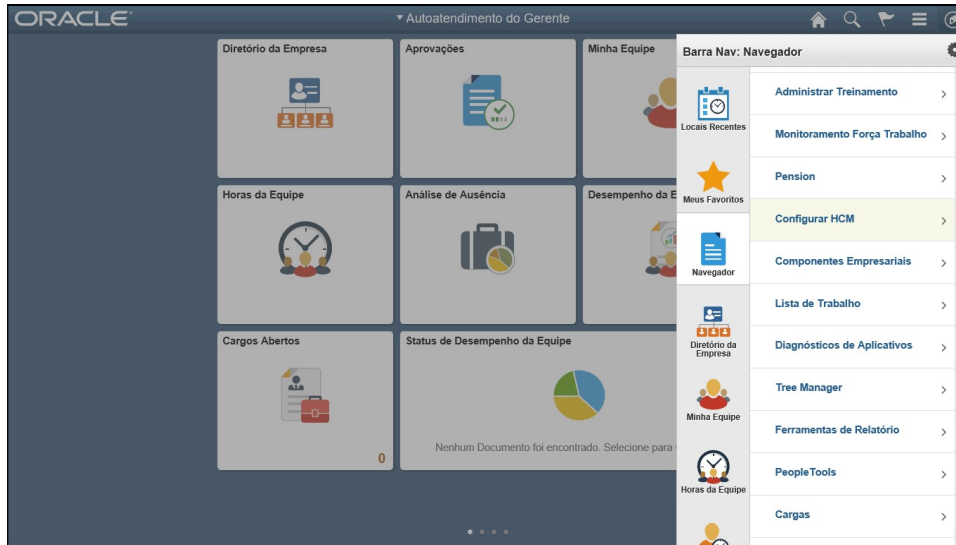 ORACLE
Autoatendimento do Gerente
Diretório da Empresa
Aprovações
Minha Equipe
Horas da Equipe
Análise de Ausência
Desempenho da E
Cargos Abertos
0
Status de Desempenho da Equipe
Nenhum Documento foi encontrado. Selecione para
Barra Nav: Navegador
Locais Recentes
Meus Favoritos
Navegador
Diretório da
Empresa
Minha Equipe
Horas da Equipe
Administrar Treinamento
Monitoramento Força Trabalho
Pension
Configurar HCM
Componentes Empresariais
Lista de Trabalho
Diagnósticos de Aplicativos
Tree Manager
Ferramentas de Relatório
PeopleTools
Cargas